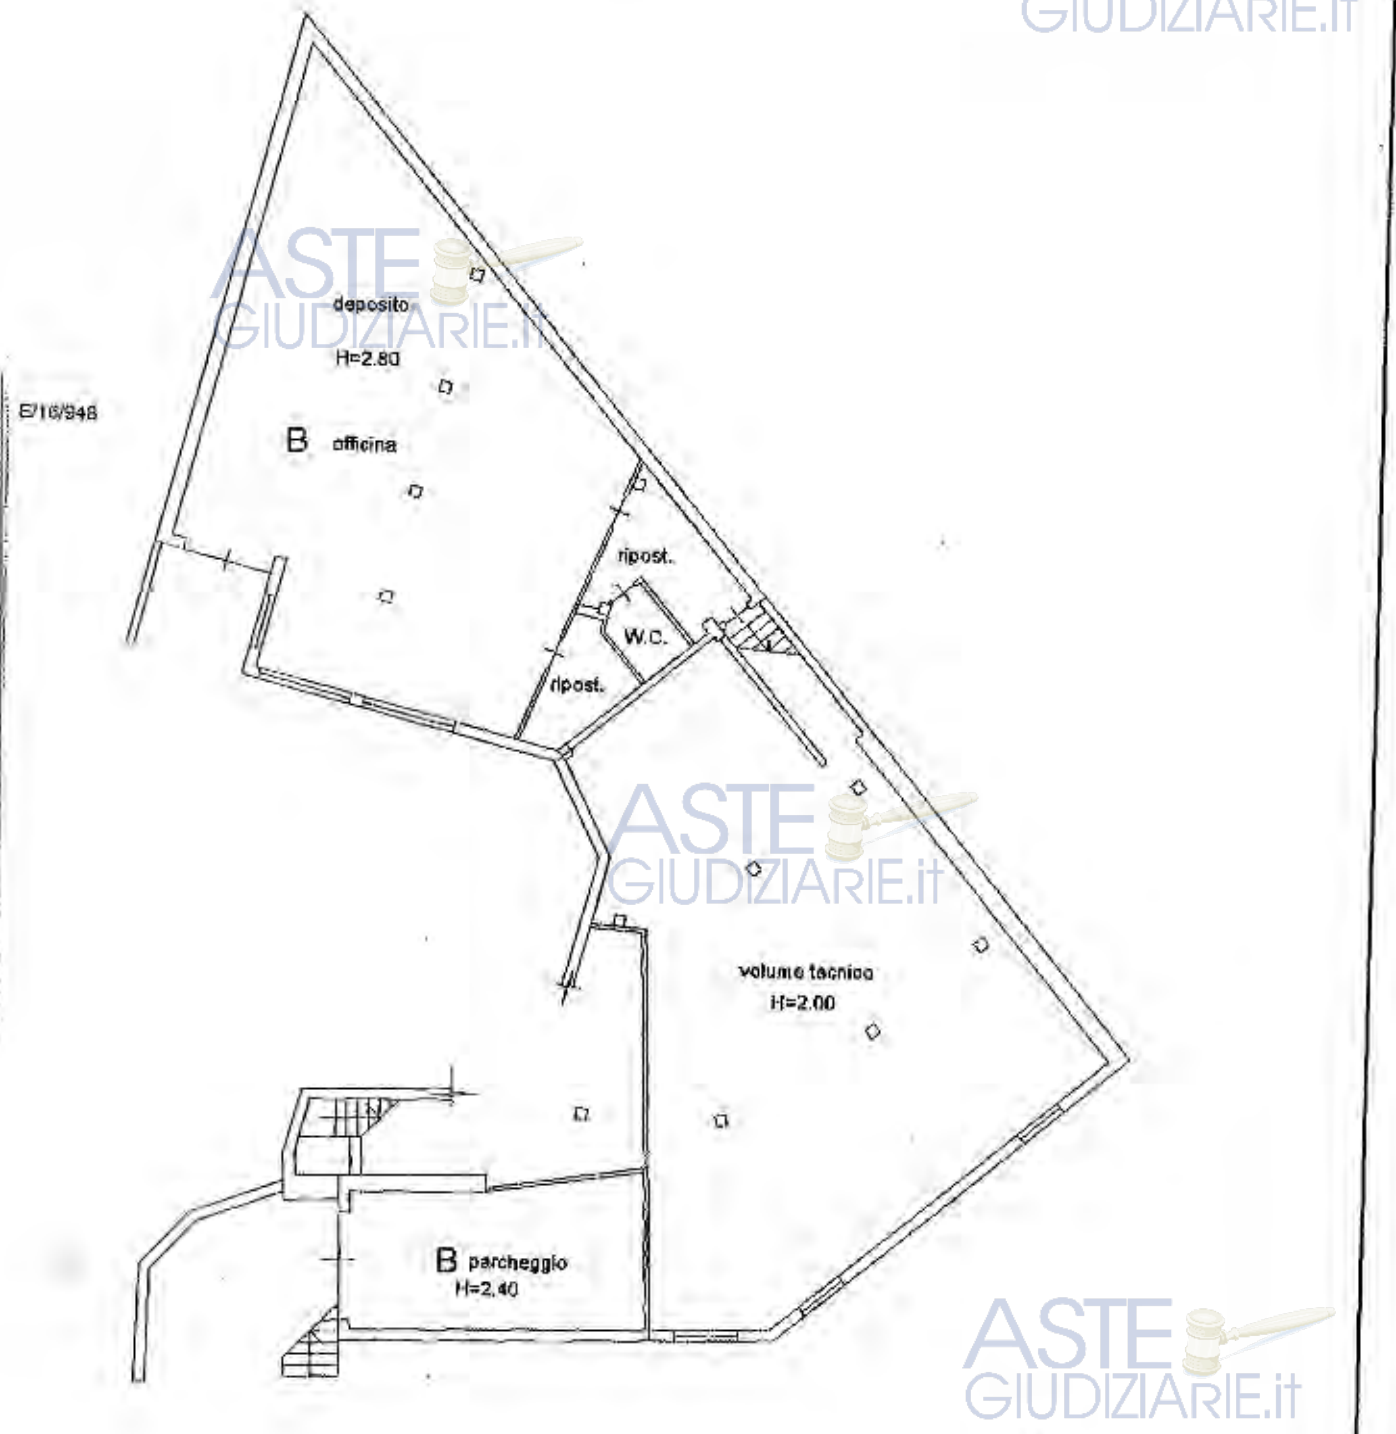 GIUDIZIARIE.it
ASTE
GIUDIZIARIE.it
deposito
H=2.80
E/16/948
B officina
ripost.
W.C.
ripost.
ASTE
GIUDIZIARIE.it
volume tecnico
H=2.00
B parcheggio
H=2.40
ASTE
GIUDIZIARIE.it